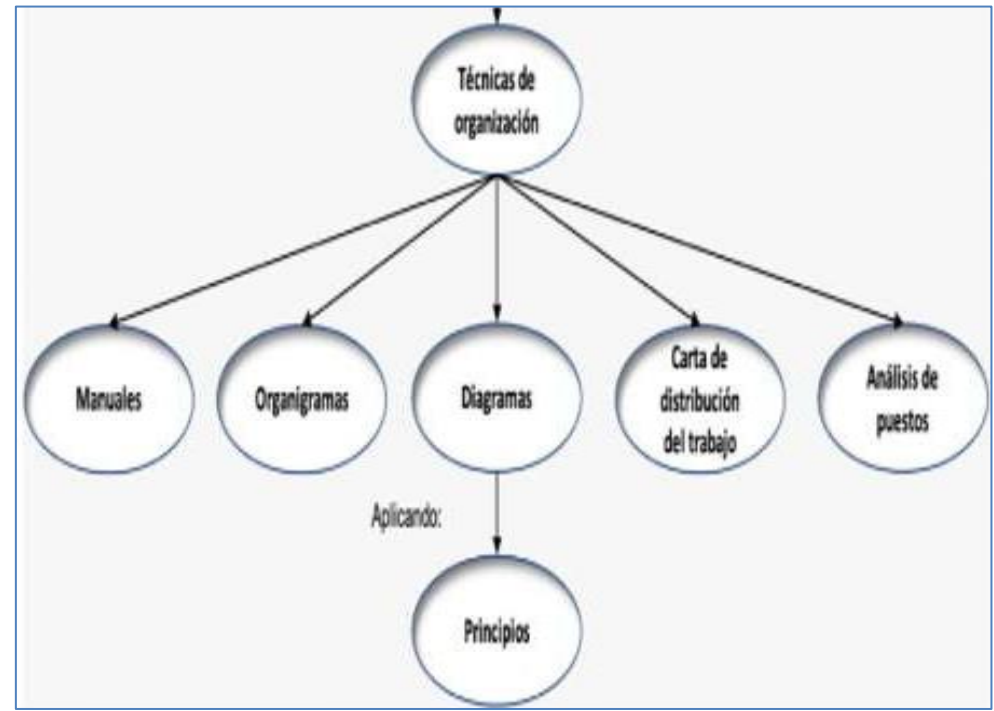 Técnicas de
organización
Manuales
Organigramas
Diagramas
Carta de
distribución
del trabajo
Análisis de
puestos
Aplicando:
Principios